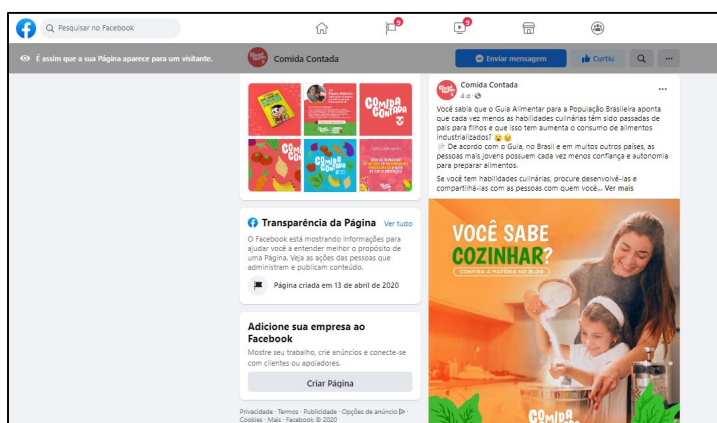 Pesquisar no Facebook
9
9
É assim que a sua Página aparece para um visitante.
Comida Contada
Enviar mensagem
Curtiu
COMIDA CONTADA
COMIDA CONTADA
Transparência da Página
Ver tudo
O Facebook está mostrando informações para
ajudar você a entender melhor o propósito de
uma Página. Veja as ações das pessoas que
administram e publicam conteúdo.
Página criada em 13 de abril de 2020
Adicione sua empresa ao
Facebook
Mostre seu trabalho, crie anúncios e conecte-se
com clientes ou apoiadores.
Criar Página
Privacidade · Termos · Publicidade · Opções de anúncio ·
Cookies · Mais · Facebook © 2020
Comida Contada
4 d ·
Você sabia que o Guia Alimentar para a População Brasileira aponta
que cada vez menos as habilidades culinárias têm sido passadas de
pais para filhos e que isso tem aumenta o consumo de alimentos
industrializados?
De acordo com o Guia, no Brasil e em muitos outros países, as
pessoas mais jovens possuem cada vez menos confiança e autonomia
para preparar alimentos.
Se você tem habilidades culinárias, procure desenvolvê-las e
compartilhá-las com as pessoas com quem você... Ver mais
VOCÊ SABE
COZINHAR?
CONFIRA A MATÉRIA NO BLOG
COMIDA